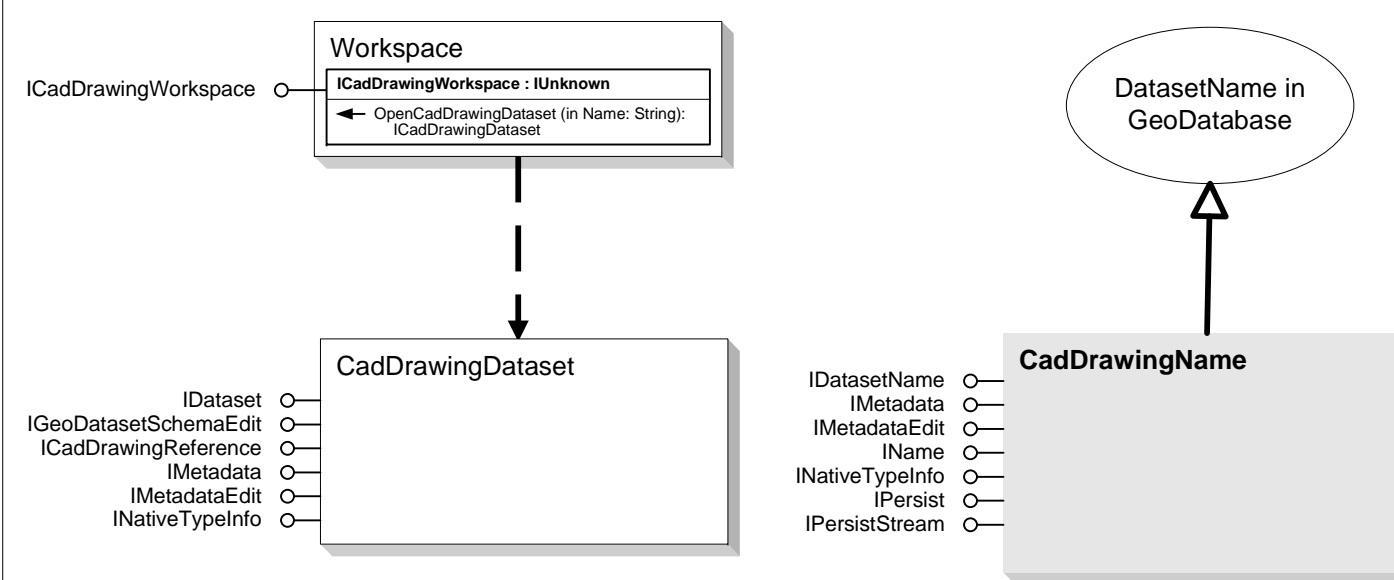 Workspace
ICadDrawingWorkspace
ICadDrawingWorkspace : IUnknown
OpenCadDrawingDataset (in Name: String):
ICadDrawingDataset
DatasetName in
GeoDatabase
CadDrawingDataset
IDataset
IGeoDatasetSchemaEdit
ICadDrawingReference
IMetadata
IMetadataEdit
INativeTypeInfo
CadDrawingName
IDatasetName
IMetadata
IMetadataEdit
IName
INativeTypeInfo
IPersist
IPersistStream